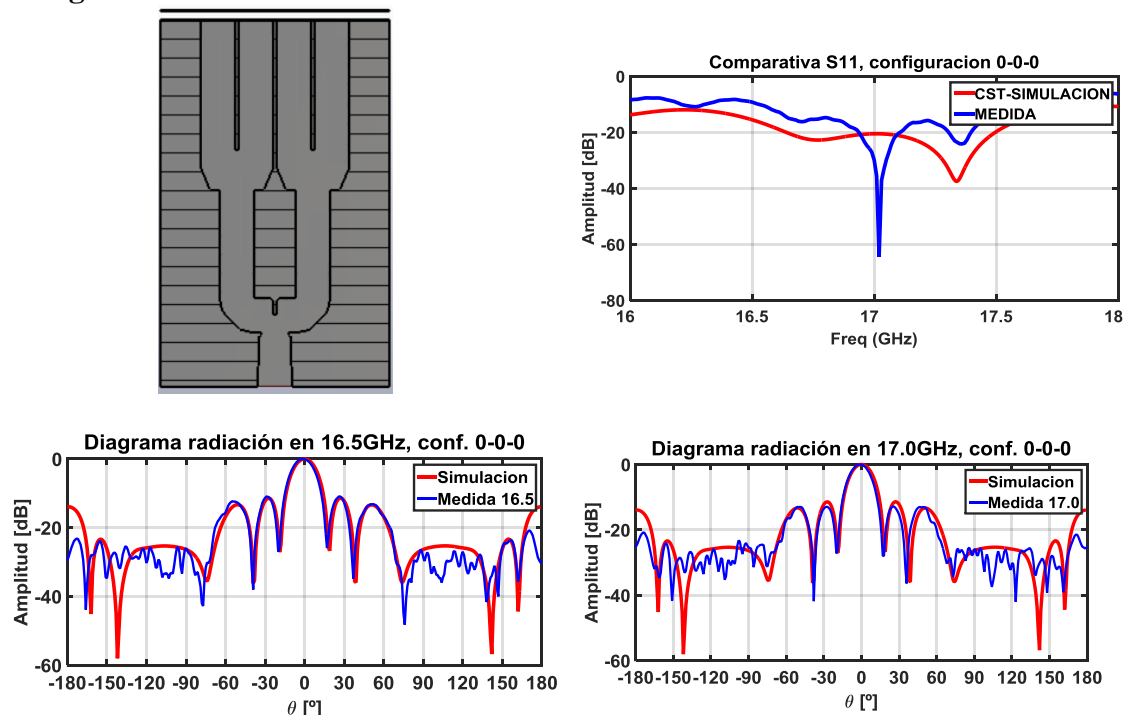 Comparativa S11, configuracion 0-0-0
CST-SIMULACION
MEDIDA
0
-20
-40
-60
-80
Amplitud [dB]
16
16.5
17
17.5
18
Freq (GHz)
Diagrama radiación en 16.5GHz, conf. 0-0-0
Simulacion
Medida 16.5
0
-20
-40
-60
Amplitud [dB]
-180 -150 -120 -90 -60 -30 0 30 60 90 120 150 180
θ [º]
Diagrama radiación en 17.0GHz, conf. 0-0-0
Simulacion
Medida 17.0
0
-20
-40
-60
Amplitud [dB]
-180 -150 -120 -90 -60 -30 0 30 60 90 120 150 180
θ [º]